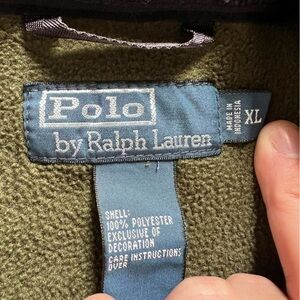 Polo
by Ralph Lauren
MADE IN
INDONESIA
XL
SHELL:
100% POLYESTER
EXCLUSIVE OF
DECORATION
CARE INSTRUCTIONS
OVER